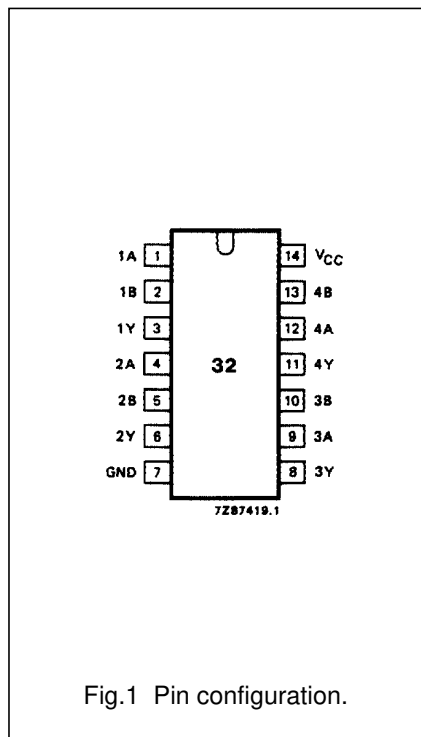 1A 1 14 VCC
1B 2 13 4B
1Y 3 12 4A
2A 4 32 11 4Y
2B 5 10 3B
2Y 6 9 3A
GND 7 8 3Y
7Z87419.1
Fig.1 Pin configuration.